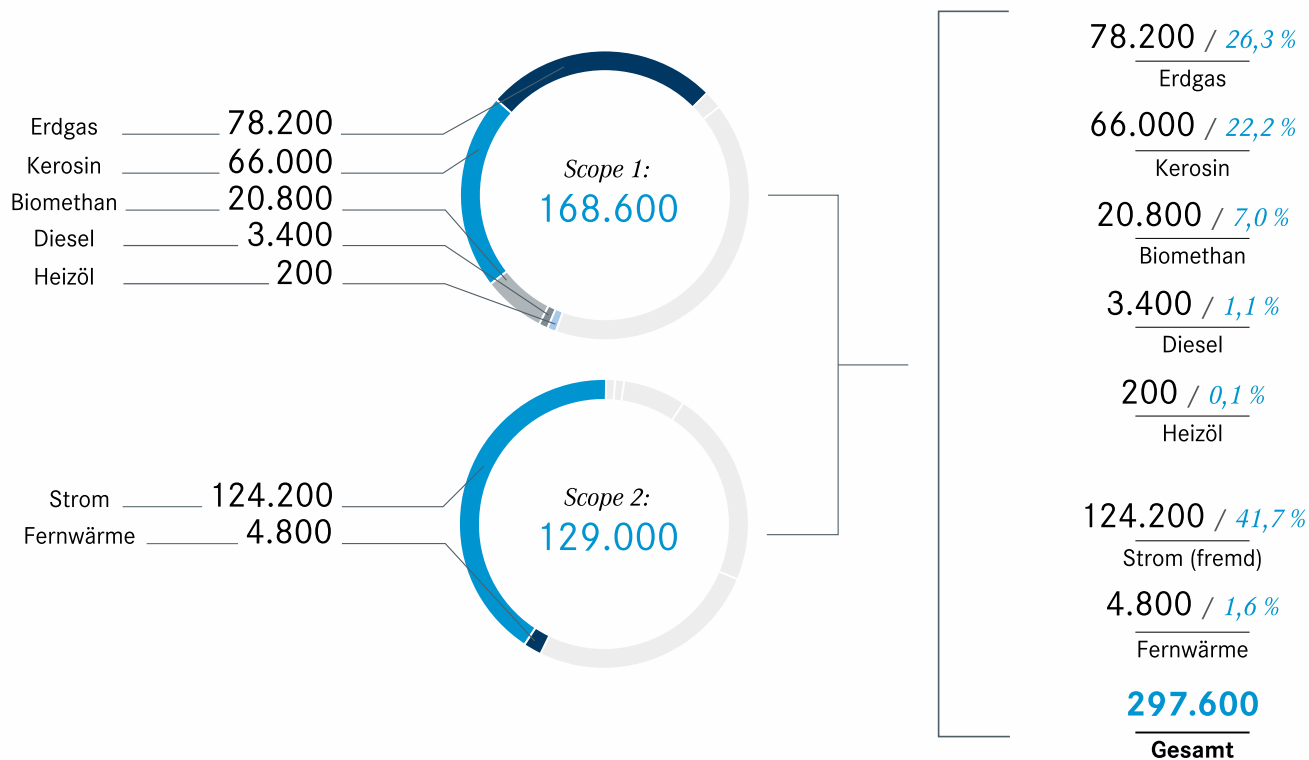 Erdgas 78.200
Kerosin 66.000
Biomethan 20.800
Diesel 3.400
Heizöl 200
Scope 1:
168.600
Strom 124.200
Fernwärme 4.800
Scope 2:
129.000
78.200 / 26,3 %
Erdgas
66.000 / 22,2 %
Kerosin
20.800 / 7,0 %
Biomethan
3.400 / 1,1 %
Diesel
200 / 0,1 %
Heizöl
124.200 / 41,7 %
Strom (fremd)
4.800 / 1,6 %
Fernwärme
297.600
Gesamt